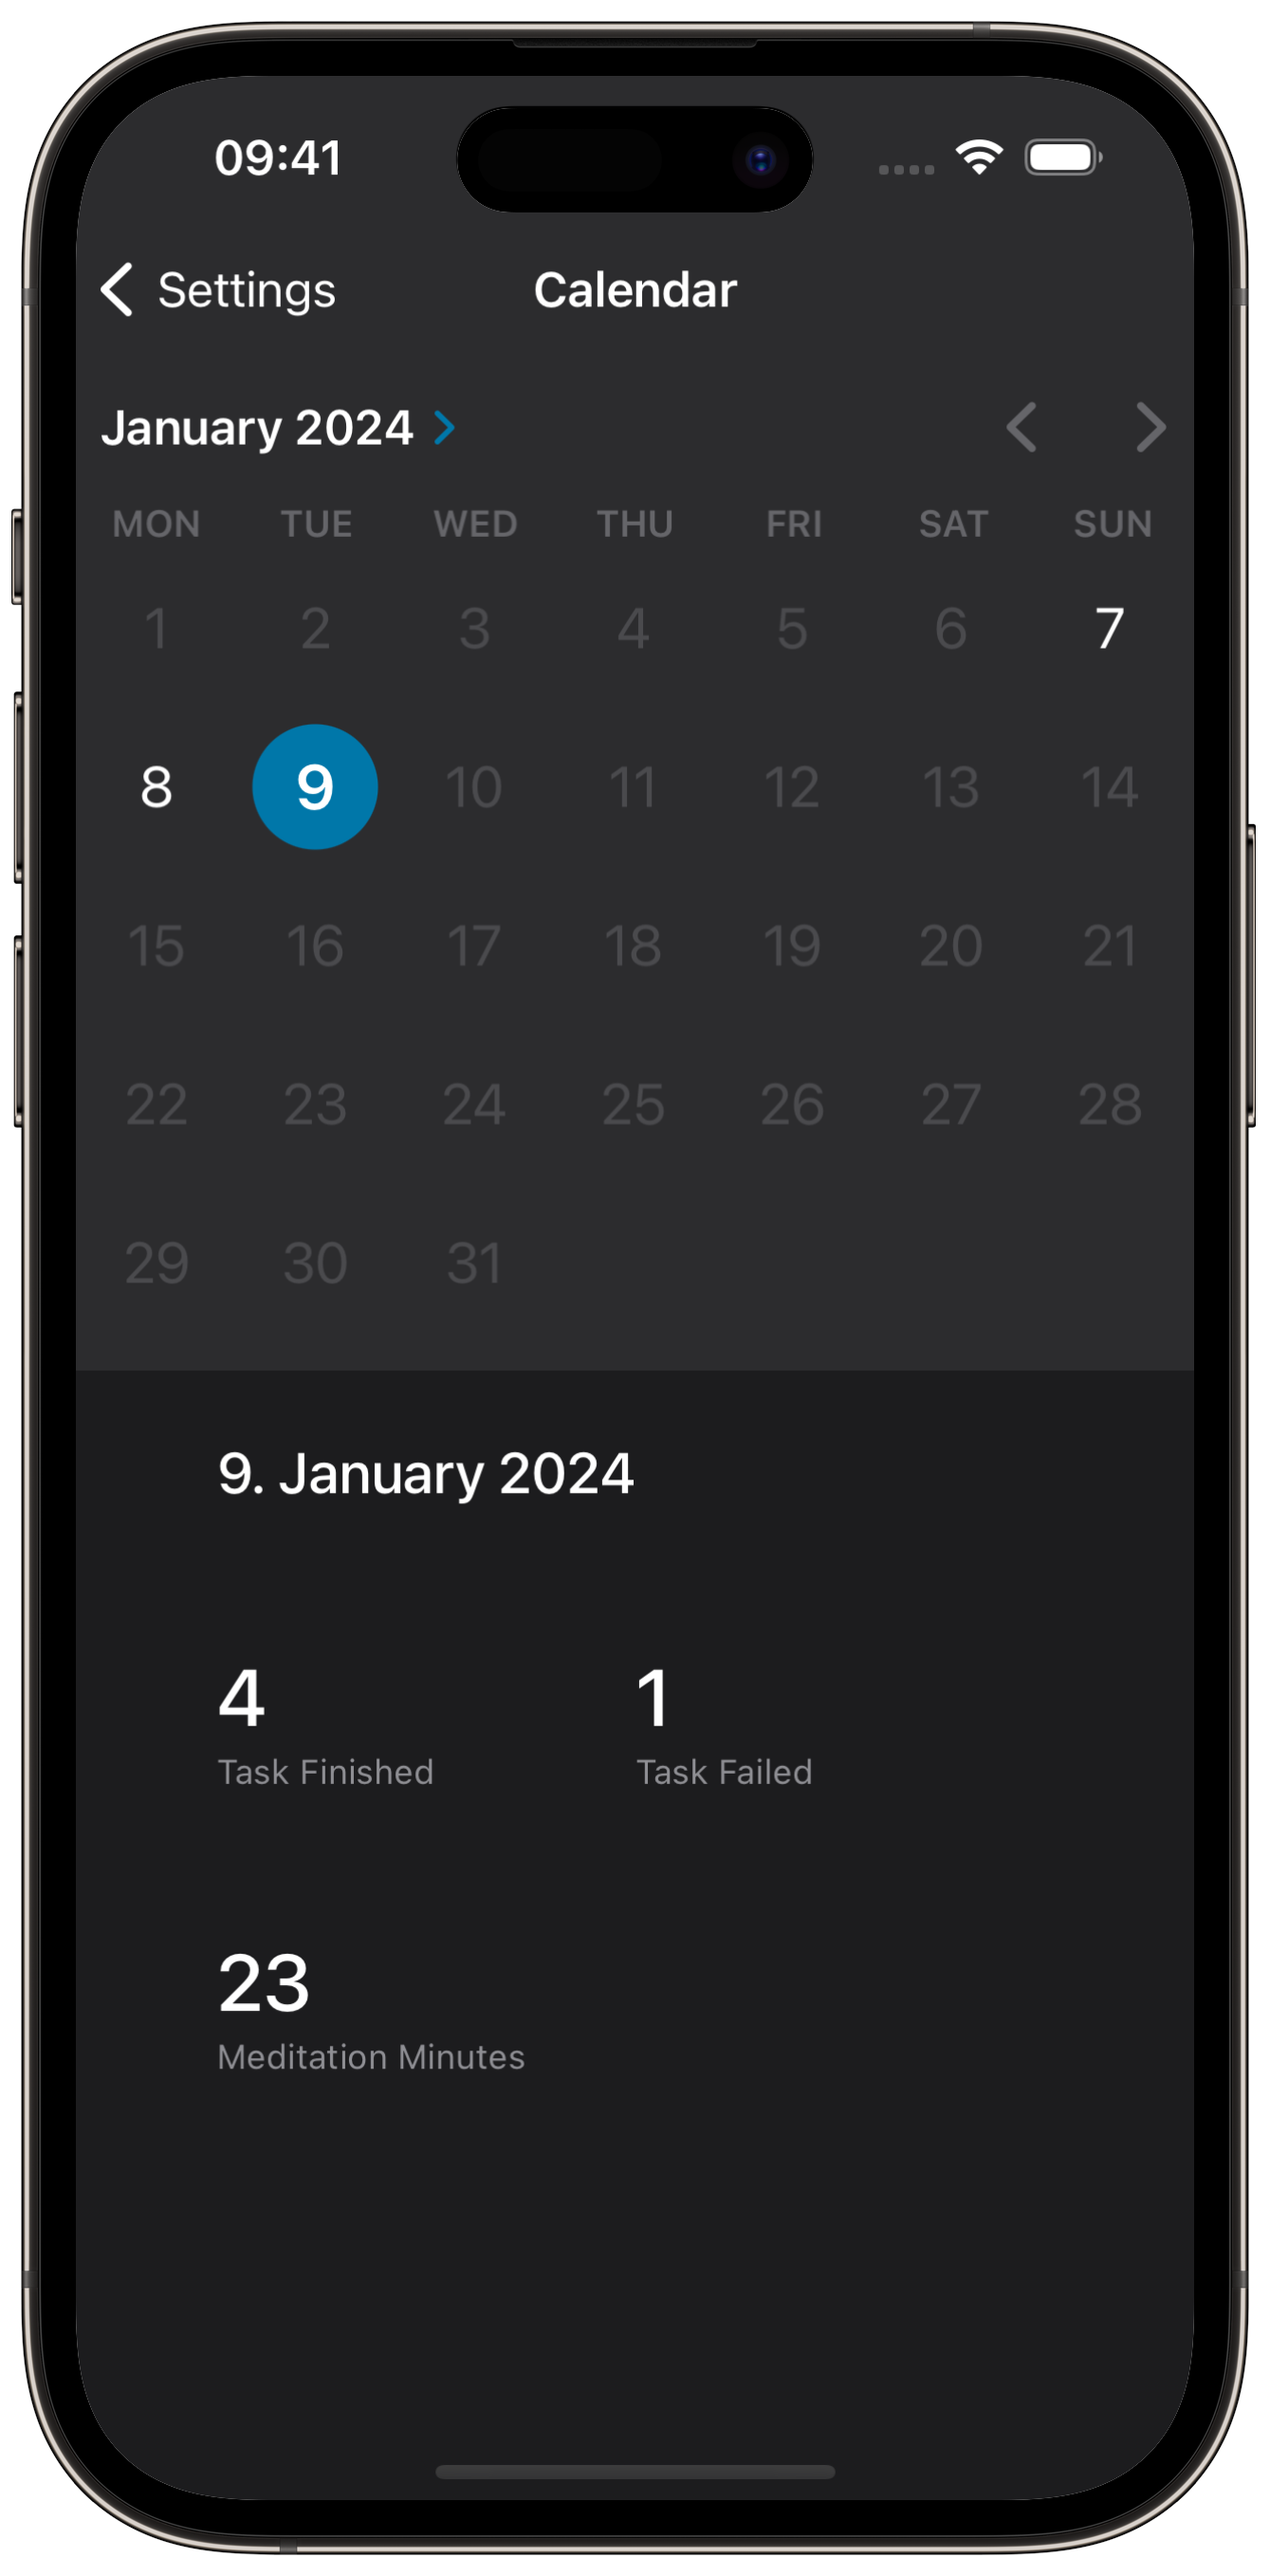 09:41
Settings Calendar
January 2024
MON TUE WED THU FRI SAT SUN
1 2 3 4 5 6 7
8 9 10 11 12 13 14
15 16 17 18 19 20 21
22 23 24 25 26 27 28
29 30 31
9. January 2024
4 1
Task Finished Task Failed
23
Meditation Minutes